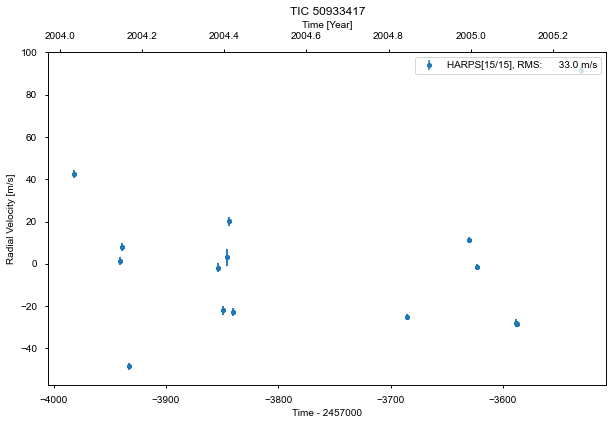 TIC 50933417
Time [Year]
2004.0 2004.2 2004.4 2004.6 2004.8 2005.0 2005.2
HARPS[15/15], RMS: 33.0 m/s
100
80
60
40
20
0
−20
−40
Radial Velocity [m/s]
−4000 −3900 −3800 −3700 −3600
Time - 2457000